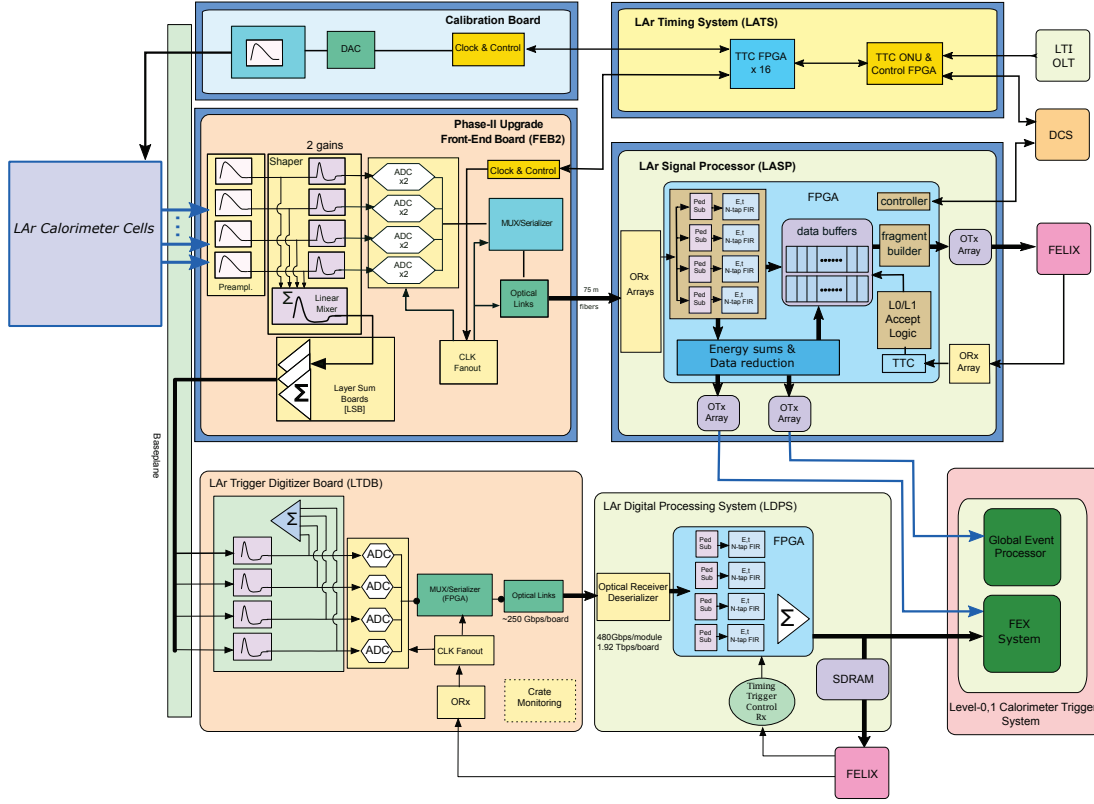 Calibration Board
DAC
Clock & Control
LAr Timing System (LATS)
TTC FPGA
x 16
TTC ONU &
Control FPGA
LTI
OLT
DCS
Phase-II Upgrade
Front-End Board (FEB2)
2 gains
Shaper
Preampl.
Σ
Linear
Mixer
ADC
x2
ADC
x2
ADC
x2
ADC
x2
Clock & Control
MUX/Serializer
Optical
Links
CLK
Fanout
Σ
Layer Sum
Boards
[LSB]
LAr Calorimeter Cells
Baseplane
75 m
fibers
LAr Signal Processor (LASP)
FPGA
ORx
Arrays
Ped
Sub
E,t
N-tap FIR
Ped
Sub
E,t
N-tap FIR
Ped
Sub
E,t
N-tap FIR
Ped
Sub
E,t
N-tap FIR
data buffers
controller
fragment
builder
L0/L1
Accept
Logic
TTC
OTx
Array
FELIX
ORx
Array
Energy sums &
Data reduction
OTx
Array
OTx
Array
LAr Trigger Digitizer Board (LTDB)
Σ
ADC
ADC
ADC
ADC
MUX/Serializer
(FPGA)
Optical Links
~250 Gbps/board
CLK Fanout
ORx
Crate
Monitoring
LAr Digital Processing System (LDPS)
FPGA
Optical Receiver
Deserializer
480Gbps/module
1.92 Tbps/board
Ped
Sub
E,t
N-tap FIR
Ped
Sub
E,t
N-tap FIR
Ped
Sub
E,t
N-tap FIR
Ped
Sub
E,t
N-tap FIR
Σ
Timing
Trigger
Control
Rx
SDRAM
FELIX
Global Event
Processor
FEX
System
Level-0,1 Calorimeter Trigger
System